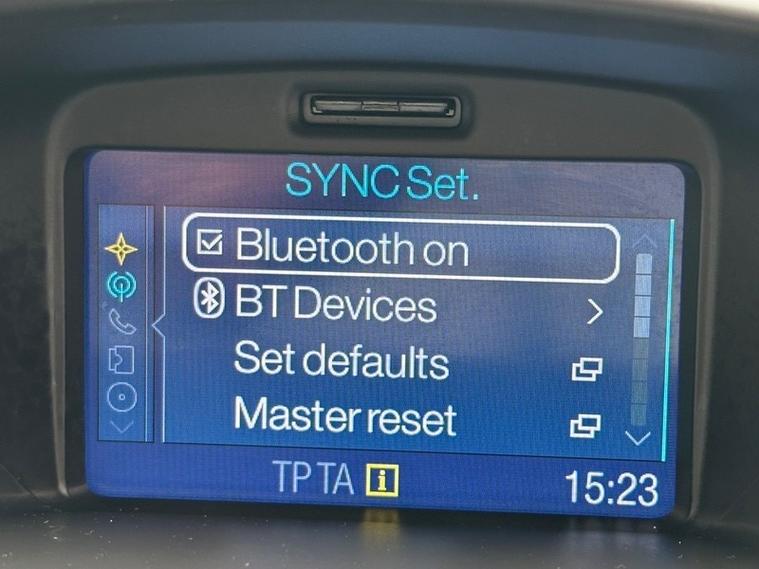 SYNC Set.
Bluetooth on
BT Devices
Set defaults
Master reset
TP TA i
15:23